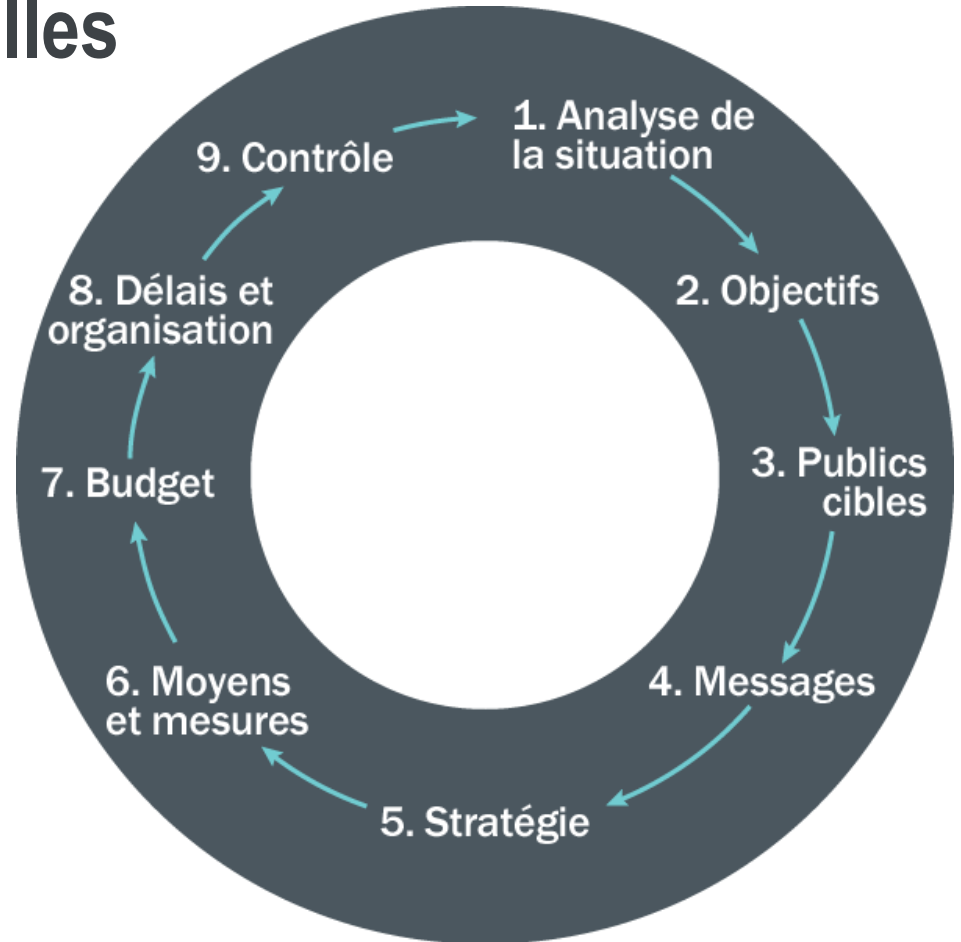 lles
1. Analyse de
la situation
2. Objectifs
3. Publics
cibles
4. Messages
5. Stratégie
6. Moyens
et mesures
7. Budget
8. Délais et
organisation
9. Contrôle